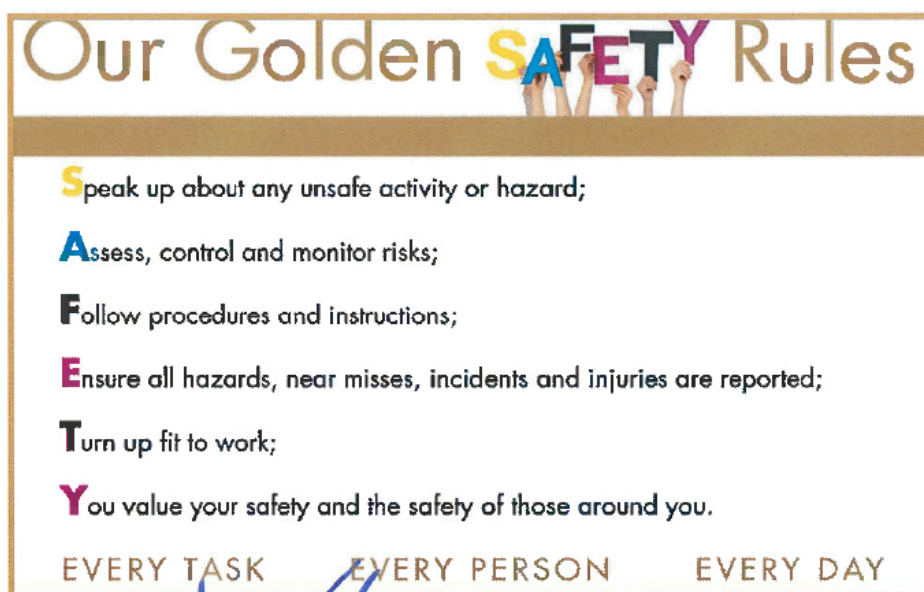 Our Golden SAFETY Rules
Speak up about any unsafe activity or hazard;
Assess, control and monitor risks;
Follow procedures and instructions;
Ensure all hazards, near misses, incidents and injuries are reported;
Turn up fit to work;
You value your safety and the safety of those around you.
EVERY TASK EVERY PERSON EVERY DAY